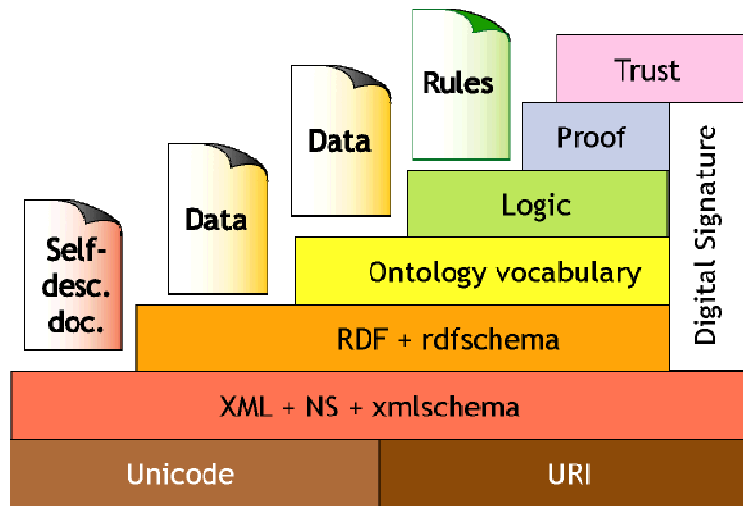 Rules
Trust
Data
Proof
Data
Logic
Self-
desc.
doc.
Ontology vocabulary
Digital Signature
RDF + rdfschema
XML + NS + xmlschema
Unicode
URI